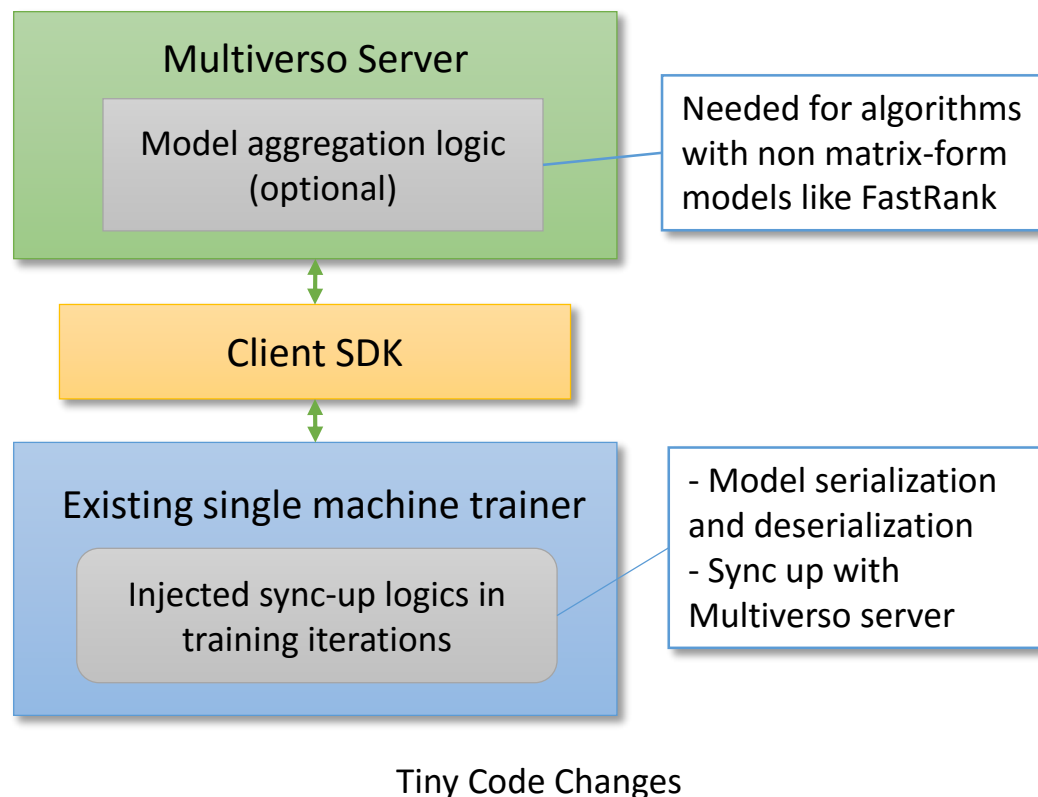 Multiverso Server
Model aggregation logic
(optional)
Needed for algorithms
with non matrix-form
models like FastRank
Client SDK
Existing single machine trainer
Injected sync-up logics in
training iterations
- Model serialization
and deserialization
- Sync up with
Multiverso server
Tiny Code Changes